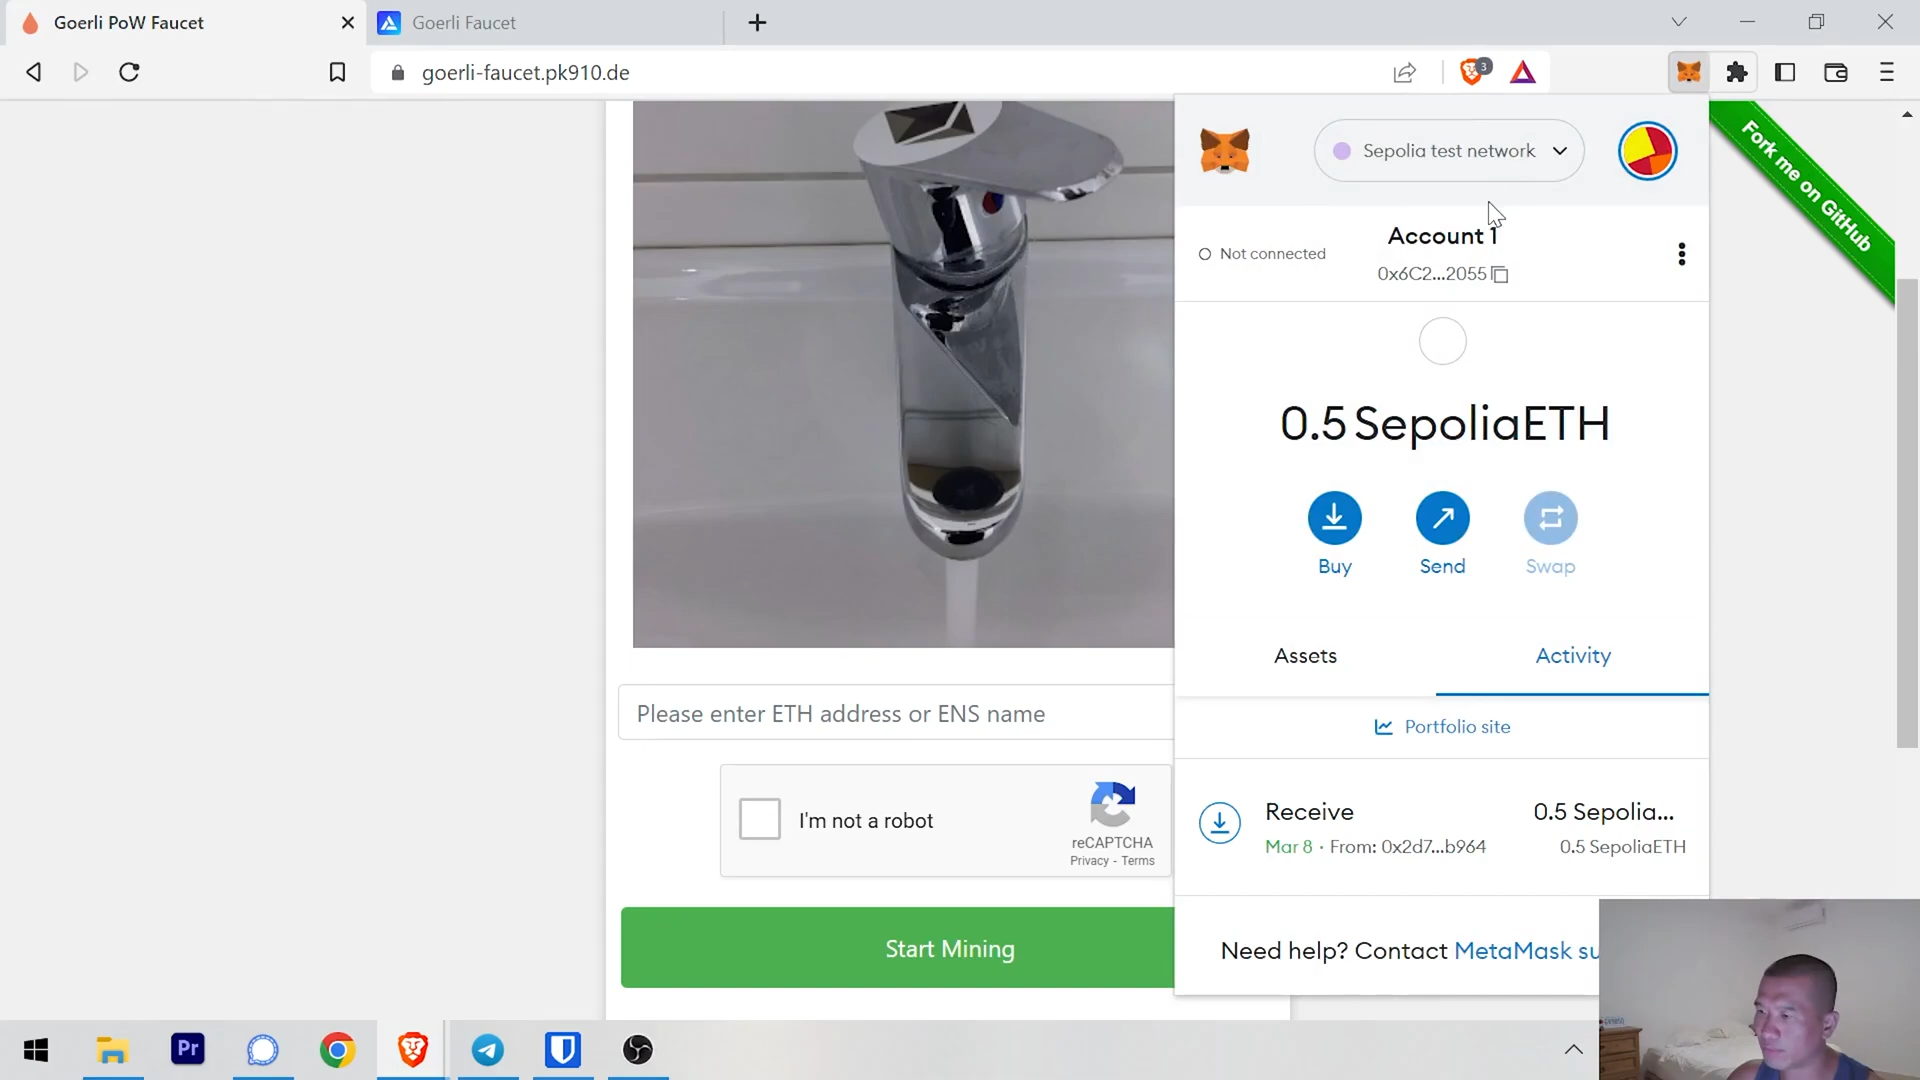 Goerli PoW Faucet
Goerli Faucet
goerli-faucet.pk910.de
3
Sepolia test network
Fork me on GitHub
Account 1
Not connected
0x6C2...2055
0.5 SepoliaETH
Buy
Send
Swap
Assets
Activity
Portfolio site
Please enter ETH address or ENS name
I'm not a robot
reCAPTCHA
Privacy - Terms
Receive
0.5 Sepolia...
Mar 8 · From: 0x2d7...b964
0.5 SepoliaETH
Start Mining
Need help? Contact MetaMask su
Pr